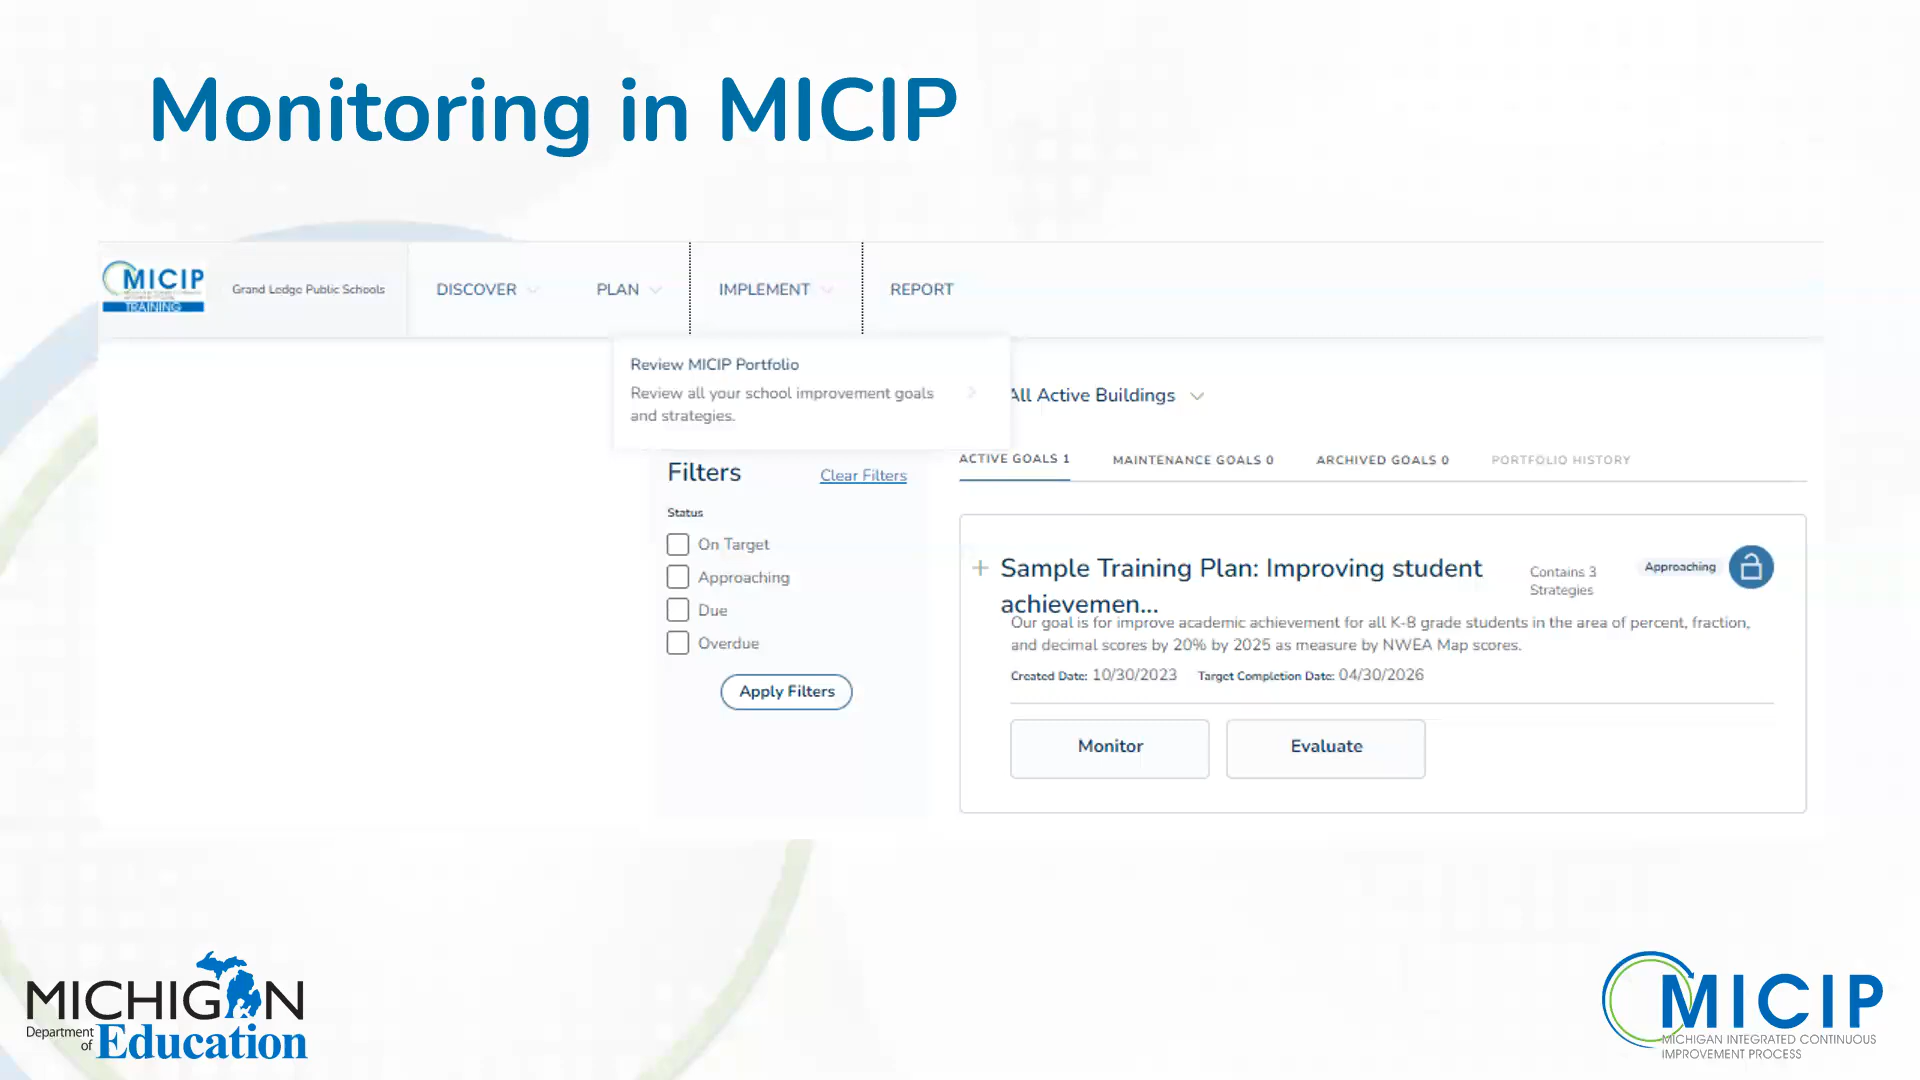 Monitoring in MICIP
MICIP
TRAINING
Grand Ledge Public Schools
DISCOVER
PLAN
IMPLEMENT
REPORT
Review MICIP Portfolio
Review all your school improvement goals
and strategies.
All Active Buildings
Filters
Clear Filters
Status
On Target
Approaching
Due
Overdue
Apply Filters
ACTIVE GOALS 1
MAINTENANCE GOALS 0
ARCHIVED GOALS 0
PORTFOLIO HISTORY
Sample Training Plan: Improving student
achievemen...
Contains 3
Strategies
Approaching
Our goal is for improve academic achievement for all K-8 grade students in the area of percent, fraction,
and decimal scores by 20% by 2025 as measure by NWEA Map scores.
Created Date: 10/30/2023 Target Completion Date: 04/30/2026
Monitor
Evaluate
MICHIGAN
Department
of Education
MICIP
MICHIGAN INTEGRATED CONTINUOUS
IMPROVEMENT PROCESS